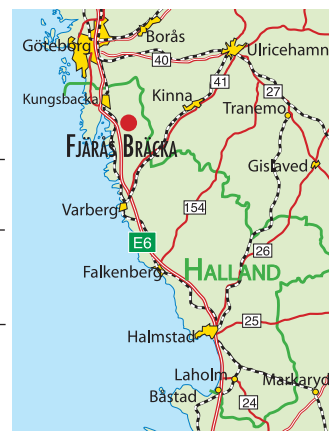 Borås
Göteborg
Ulricehamn
40
41
27
Kungsbacka
Kinna
Tranemo
FJÄRÅS BRÄCKA
Gislaved
Varberg
154
E6
26
Falkenberg
HALLAND
25
Halmstad
Laholm
Markaryd
Båstad
24